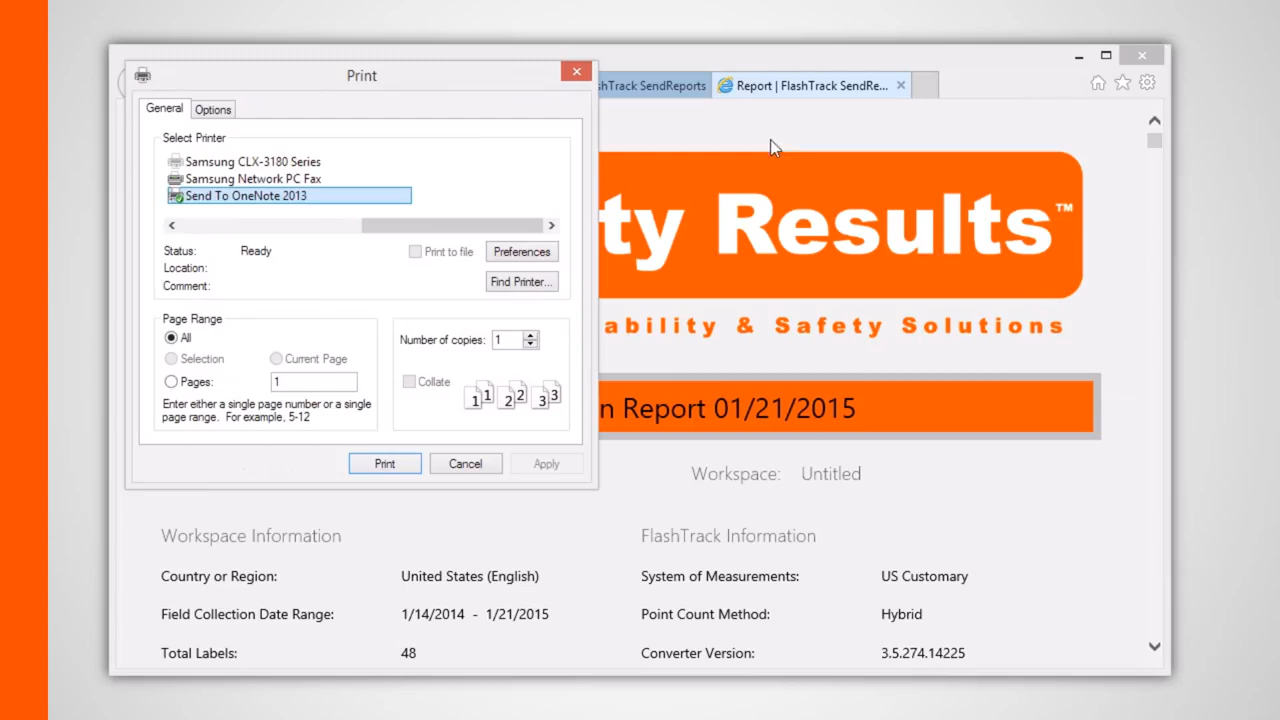 Print
General
Options
Select Printer
Samsung CLX-3180 Series
Samsung Network PC Fax
Send To OneNote 2013
Status: Ready
Location:
Comment:
Print to file
Preferences
Find Printer...
Page Range
All
Selection
Current Page
Pages: 1
Enter either a single page number or a single
page range. For example, 5-12
Number of copies: 1
Collate
1 1 2 2 3 3
Print
Cancel
Apply
hTrack SendReports
Report | FlashTrack SendRe...
ty Results™
ability & Safety Solutions
n Report 01/21/2015
Workspace: Untitled
Workspace Information
Country or Region: United States (English)
Field Collection Date Range: 1/14/2014 - 1/21/2015
Total Labels: 48
FlashTrack Information
System of Measurements: US Customary
Point Count Method: Hybrid
Converter Version: 3.5.274.14225